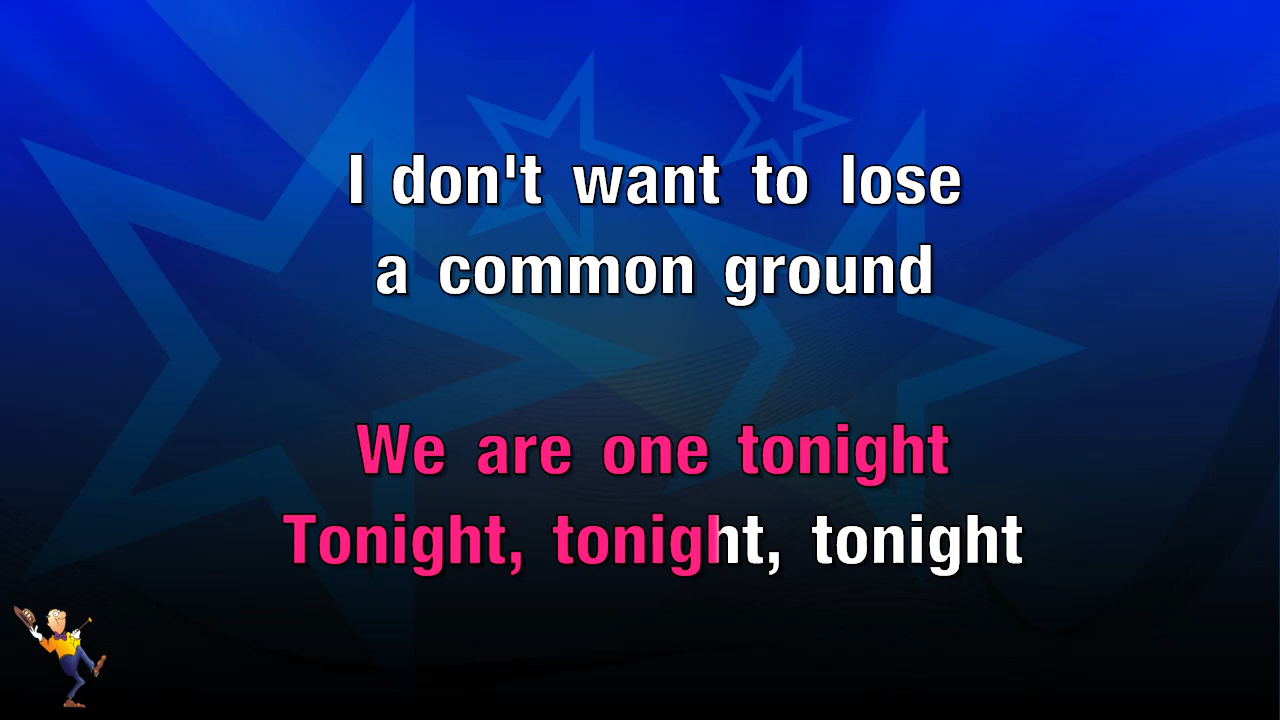 I don't want to lose
a common ground
We are one tonight
Tonight, tonight, tonight